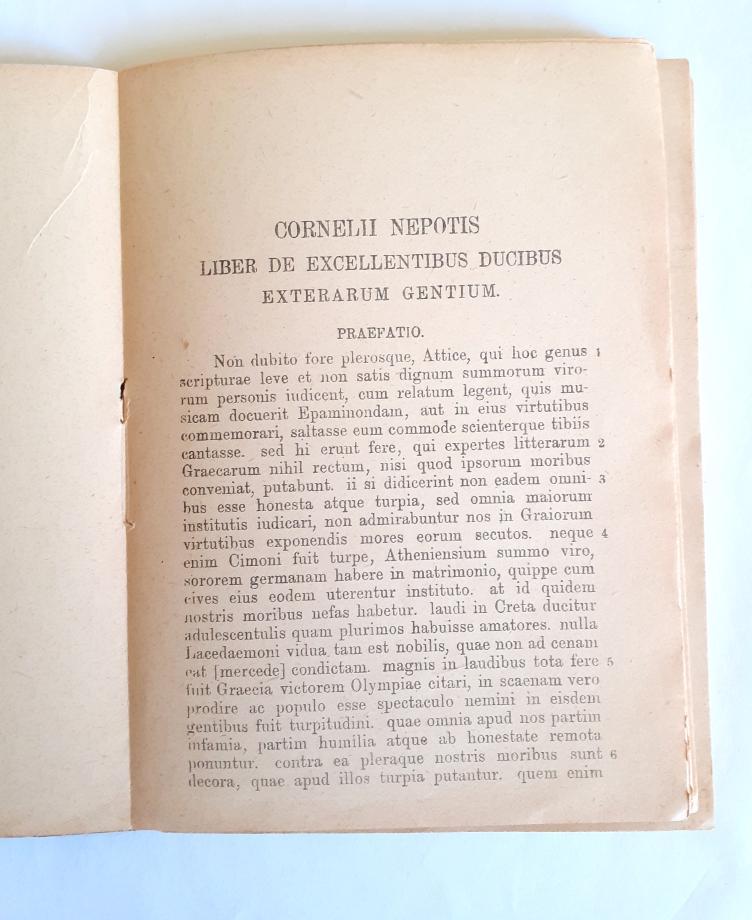 CORNELII NEPOTIS
LIBER DE EXCELLENTIBUS DUCIBUS
EXTERARUM GENTIUM.
PRAEFATIO.
Non dubito fore plerosque, Attice, qui hoc genus 1
scripturae leve et non satis dignum summorum viro-
rum personis iudicent, cum relatum legent, quis mu-
sicam docuerit Epaminondam, aut in eius virtutibus
commemorari, saltasse eum commode scienterque tibiis
cantasse. sed hi erunt fere, qui expertes litterarum 2
Graecarum nihil rectum, nisi quod ipsorum moribus
conveniat, putabunt. ii si didicerint non eadem omni- 3
bus esse honesta atque turpia, sed omnia maiorum
institutis iudicari, non admirabuntur nos in Graiorum
virtutibus exponendis mores eorum secutos. neque 4
enim Cimoni fuit turpe, Atheniensium summo viro,
sororem germanam habere in matrimonio, quippe cum
cives eius eodem uterentur instituto. at id quidem
nostris moribus nefas habetur. laudi in Creta ducitur
adulescentulis quam plurimos habuisse amatores. nulla
Lacedaemoni vidua tam est nobilis, quae non ad cenam
eat [mercede] condictam. magnis in laudibus tota fere 5
fuit Graecia victorem Olympiae citari, in scaenam vero
prodire ac populo esse spectaculo nemini in eisdem
gentibus fuit turpitudini. quae omnia apud nos partim
infamia, partim humilia atque ab honestate remota
ponuntur. contra ea pleraque nostris moribus sunt 6
decora, quae apud illos turpia putantur. quem enim